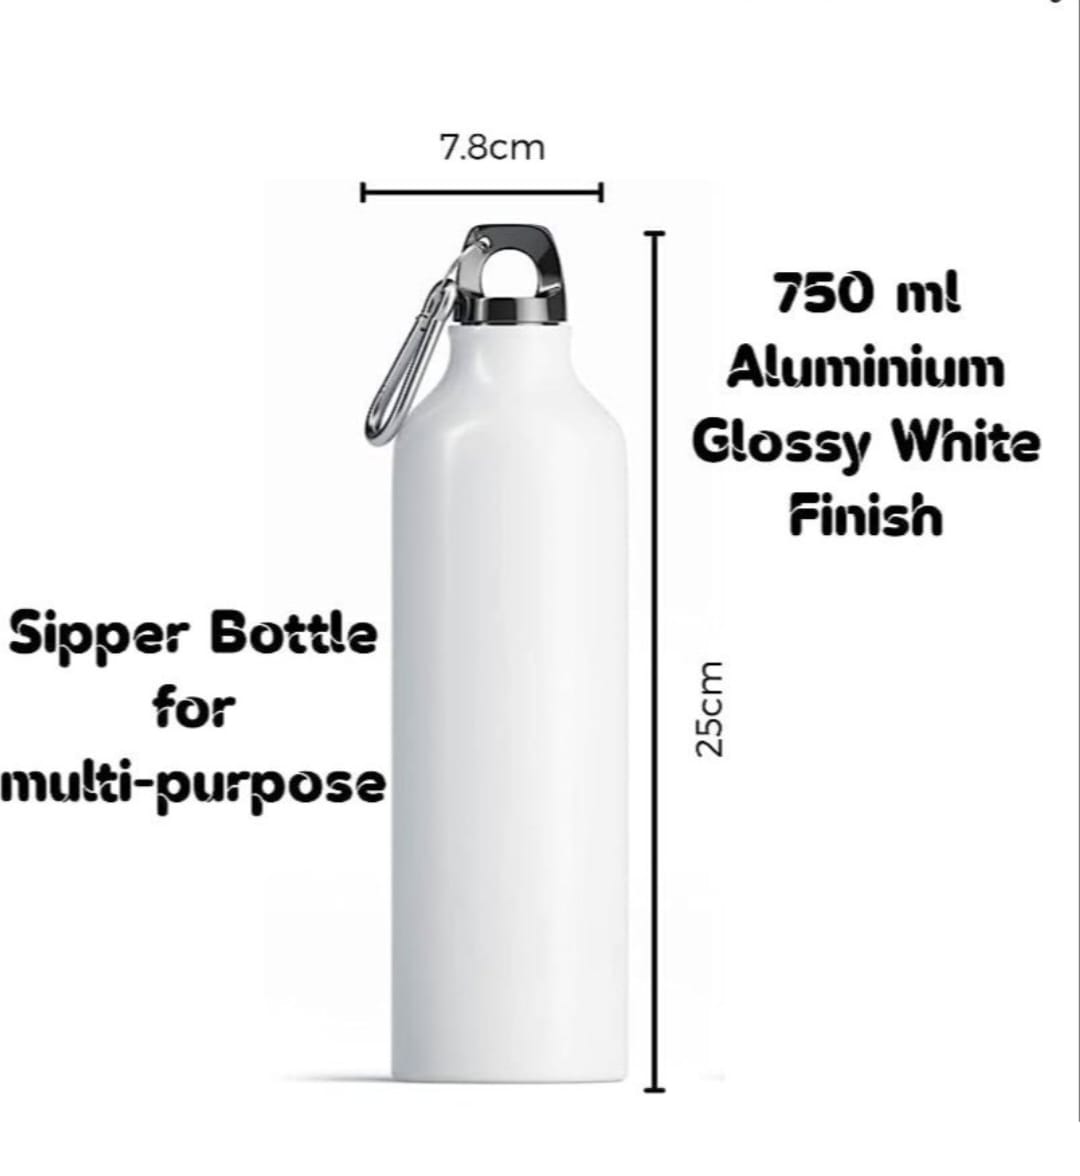 7.8cm
750 ml
Aluminium
Glossy White
Finish
Sipper Bottle
for
multi-purpose
25cm